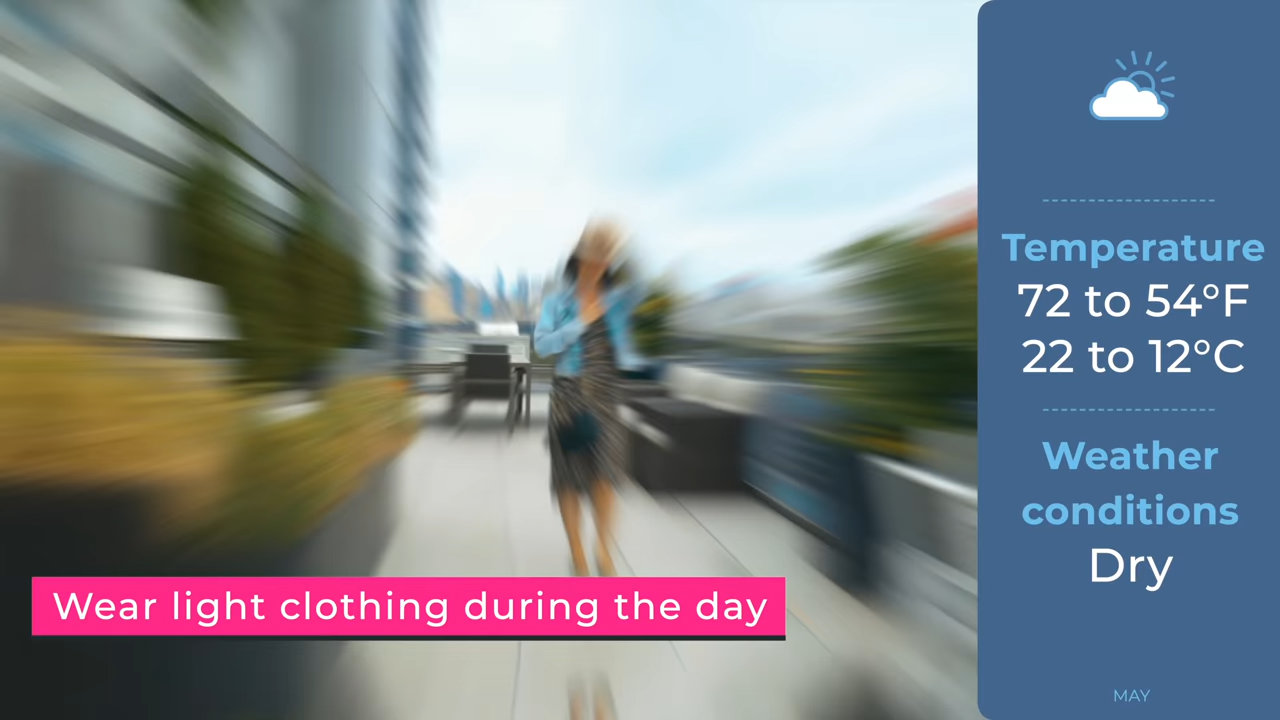 Wear light clothing during the day
Temperature
72 to 54°F
22 to 12°C
Weather
conditions
Dry
MAY